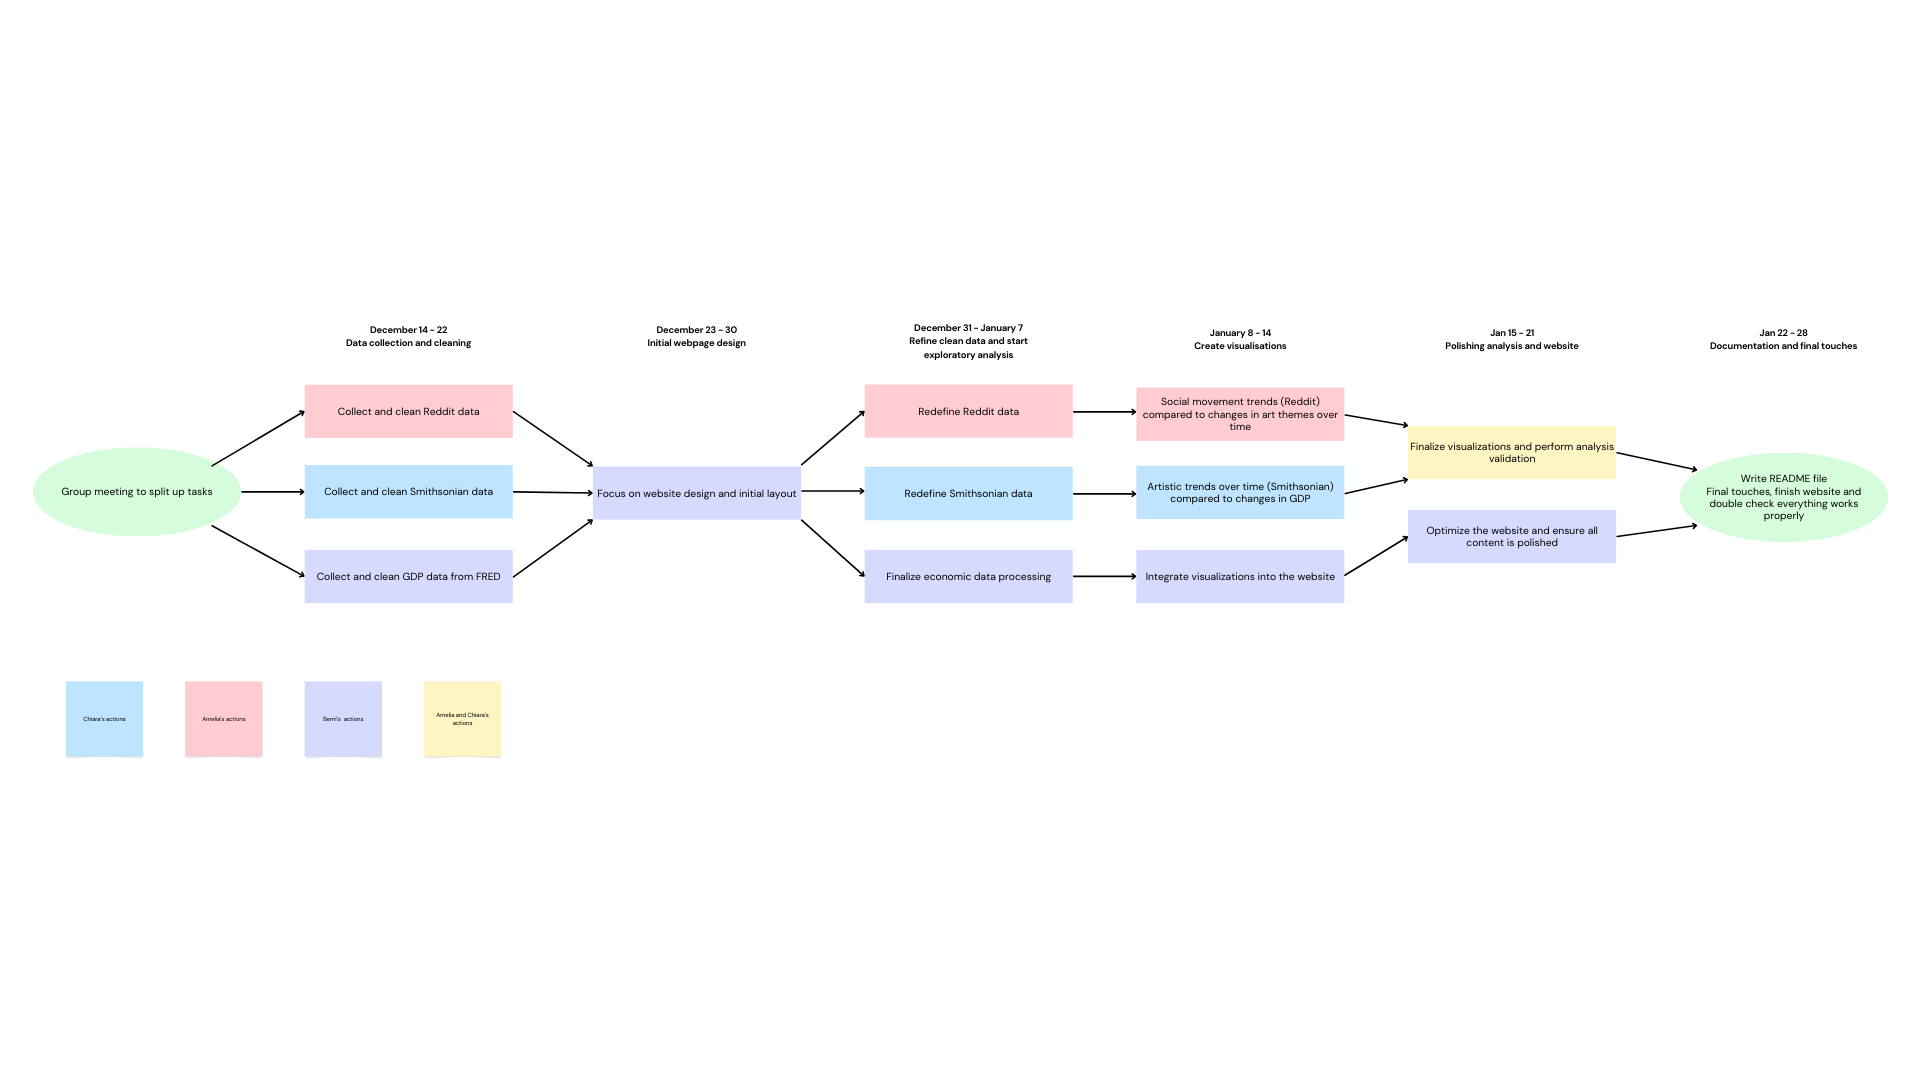 December 14 - 22
Data collection and cleaning
December 23 - 30
Initial webpage design
December 31 - January 7
Refine clean data and start
exploratory analysis
January 8 - 14
Create visualisations
Jan 15 - 21
Polishing analysis and website
Jan 22 - 28
Documentation and final touches
Group meeting to split up tasks
Collect and clean Reddit data
Collect and clean Smithsonian data
Collect and clean GDP data from FRED
Focus on website design and initial layout
Redefine Reddit data
Redefine Smithsonian data
Finalize economic data processing
Social movement trends (Reddit)
compared to changes in art themes over
time
Artistic trends over time (Smithsonian)
compared to changes in GDP
Integrate visualizations into the website
Finalize visualizations and perform analysis
validation
Optimize the website and ensure all
content is polished
Write README file
Final touches, finish website and
double check everything works
properly
Chiara's actions
Amelia's actions
Bemi's actions
Amelia and Chiara's
actions